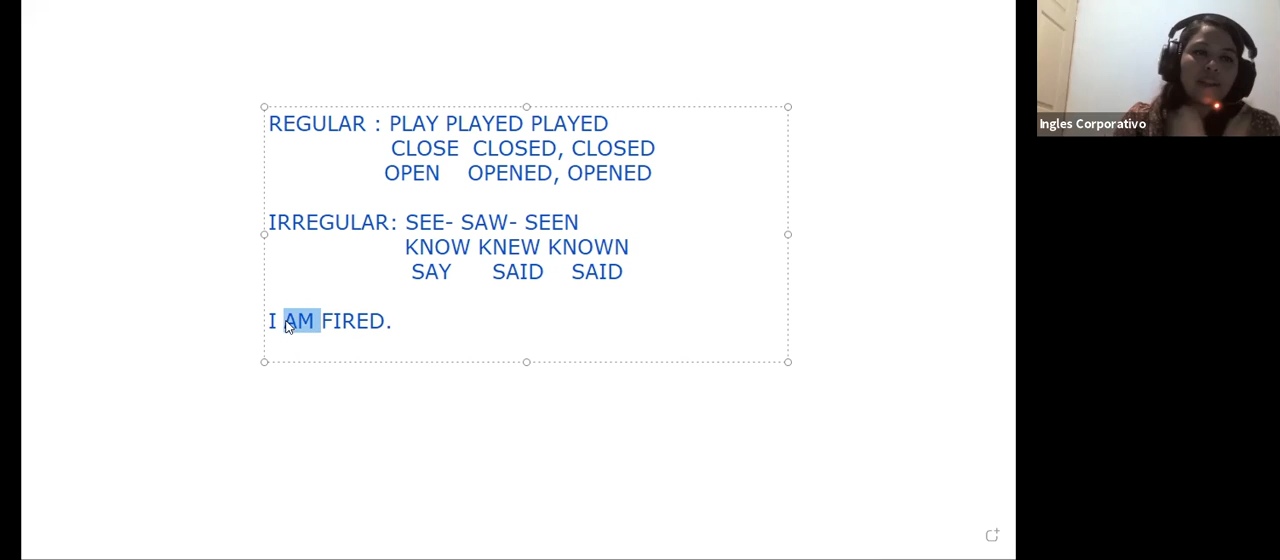 REGULAR : PLAY PLAYED PLAYED
CLOSE CLOSED, CLOSED
OPEN OPENED, OPENED
IRREGULAR: SEE- SAW- SEEN
KNOW KNEW KNOWN
SAY SAID SAID
I AM FIRED.
Ingles Corporativo